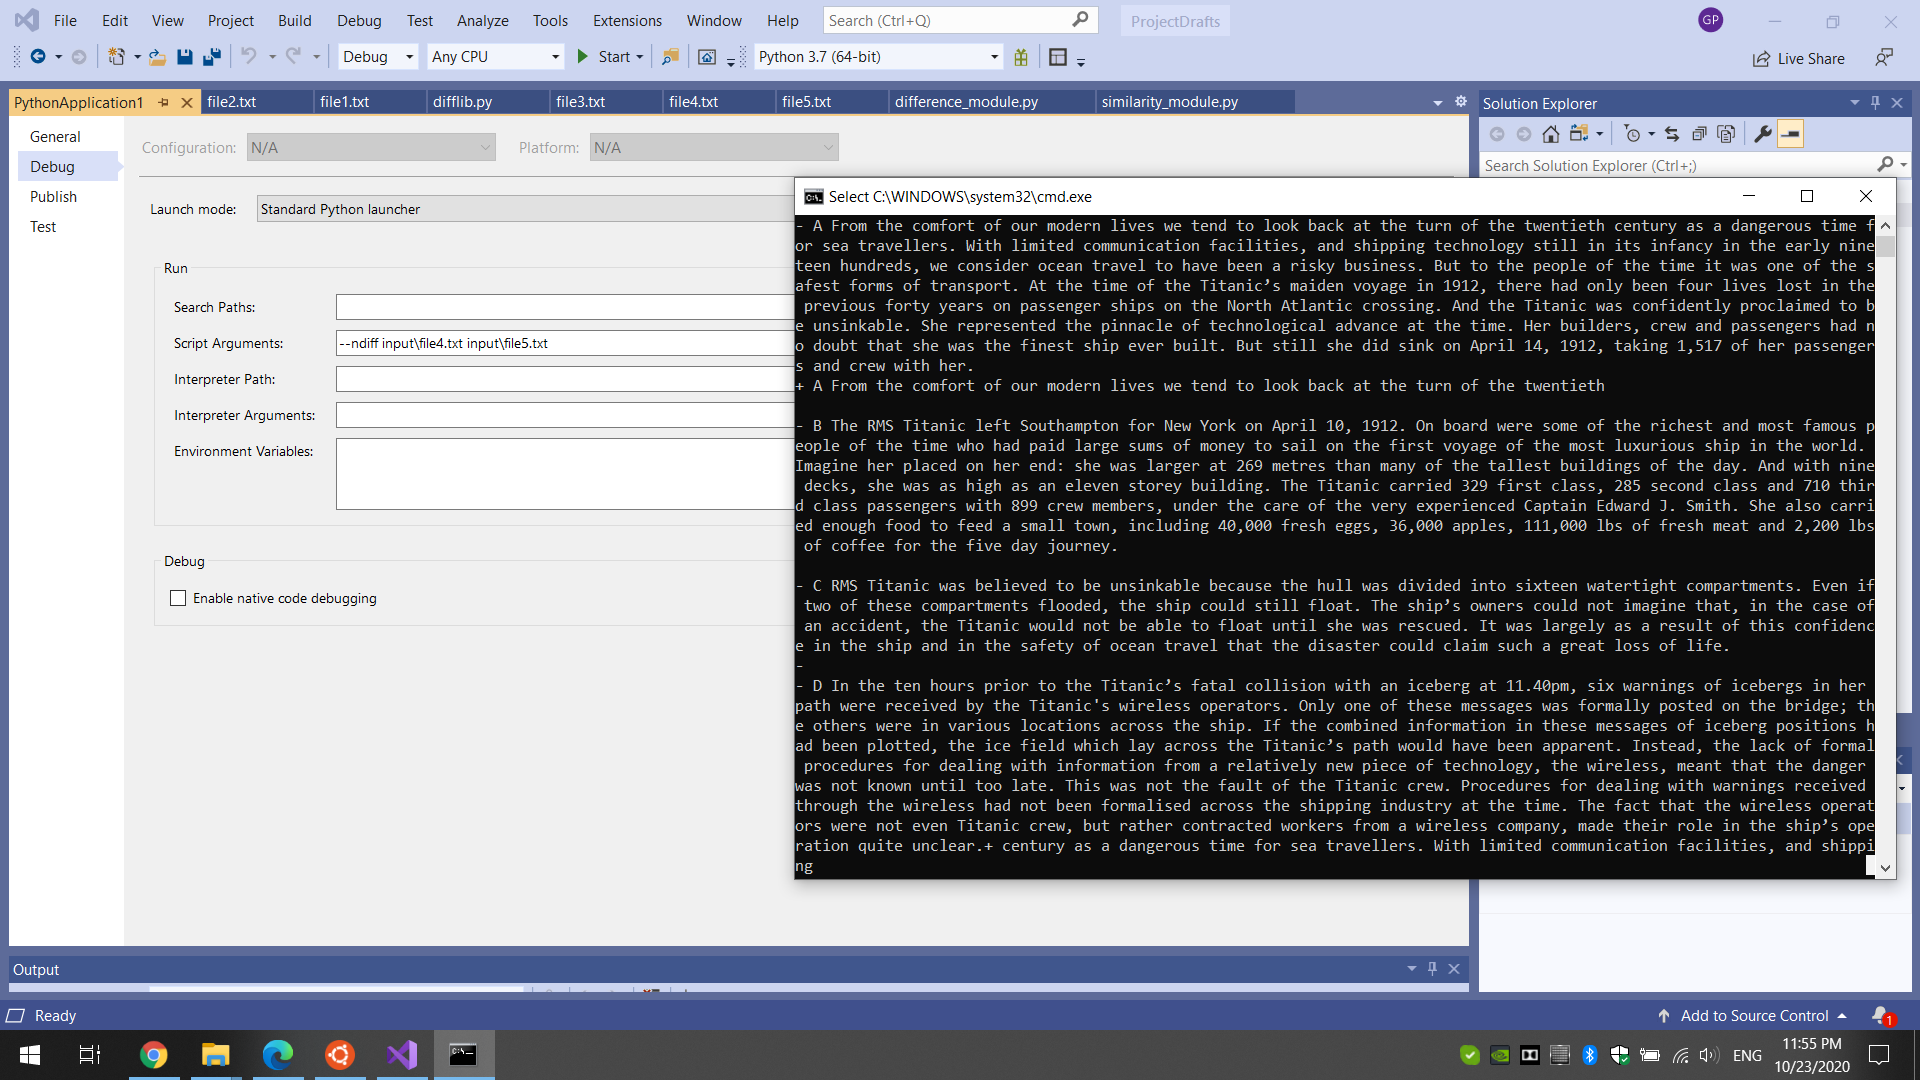 File Edit View Project Build Debug Test Analyze Tools Extensions Window Help Search (Ctrl+Q) ProjectDrafts GP
Debug Any CPU Start Python 3.7 (64-bit) Live Share
PythonApplication1 file2.txt file1.txt difflib.py file3.txt file4.txt file5.txt difference_module.py similarity_module.py
Solution Explorer
Search Solution Explorer (Ctrl+;)
General
Debug
Publish
Test
Configuration: N/A Platform: N/A
Launch mode: Standard Python launcher
Run
Search Paths:
Script Arguments: --ndiff input\file4.txt input\file5.txt
Interpreter Path:
Interpreter Arguments:
Environment Variables:
Debug
Enable native code debugging
Select C:\WINDOWS\system32\cmd.exe
- A From the comfort of our modern lives we tend to look back at the turn of the twentieth century as a dangerous time f
or sea travellers. With limited communication facilities, and shipping technology still in its infancy in the early nine
teen hundreds, we consider ocean travel to have been a risky business. But to the people of the time it was one of the s
afest forms of transport. At the time of the Titanic’s maiden voyage in 1912, there had only been four lives lost in the
previous forty years on passenger ships on the North Atlantic crossing. And the Titanic was confidently proclaimed to b
e unsinkable. She represented the pinnacle of technological advance at the time. Her builders, crew and passengers had n
o doubt that she was the finest ship ever built. But still she did sink on April 14, 1912, taking 1,517 of her passenger
s and crew with her.
+ A From the comfort of our modern lives we tend to look back at the turn of the twentieth
- B The RMS Titanic left Southampton for New York on April 10, 1912. On board were some of the richest and most famous p
eople of the time who had paid large sums of money to sail on the first voyage of the most luxurious ship in the world.
Imagine her placed on her end: she was larger at 269 metres than many of the tallest buildings of the day. And with nine
decks, she was as high as an eleven storey building. The Titanic carried 329 first class, 285 second class and 710 thir
d class passengers with 899 crew members, under the care of the very experienced Captain Edward J. Smith. She also carri
ed enough food to feed a small town, including 40,000 fresh eggs, 36,000 apples, 111,000 lbs of fresh meat and 2,200 lbs
of coffee for the five day journey.
- C RMS Titanic was believed to be unsinkable because the hull was divided into sixteen watertight compartments. Even if
two of these compartments flooded, the ship could still float. The ship’s owners could not imagine that, in the case of
an accident, the Titanic would not be able to float until she was rescued. It was largely as a result of this confidenc
e in the ship and in the safety of ocean travel that the disaster could claim such a great loss of life.
-
- D In the ten hours prior to the Titanic’s fatal collision with an iceberg at 11.40pm, six warnings of icebergs in her
path were received by the Titanic's wireless operators. Only one of these messages was formally posted on the bridge; th
e others were in various locations across the ship. If the combined information in these messages of iceberg positions h
ad been plotted, the ice field which lay across the Titanic’s path would have been apparent. Instead, the lack of formal
procedures for dealing with information from a relatively new piece of technology, the wireless, meant that the danger
was not known until too late. This was not the fault of the Titanic crew. Procedures for dealing with warnings received
through the wireless had not been formalised across the shipping industry at the time. The fact that the wireless operat
ors were not even Titanic crew, but rather contracted workers from a wireless company, made their role in the ship’s ope
ration quite unclear.+ century as a dangerous time for sea travellers. With limited communication facilities, and shippi
ng
Output
Ready Add to Source Control 1
ENG 11:55 PM
10/23/2020